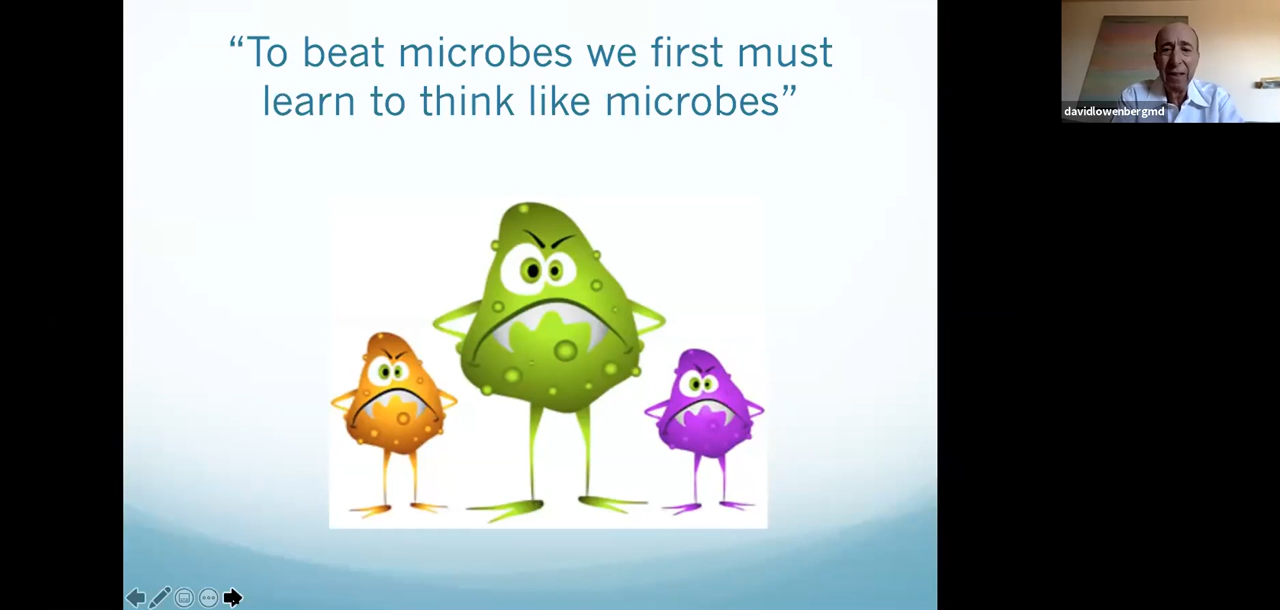 “To beat microbes we first must
learn to think like microbes”
davidlowenbergmd